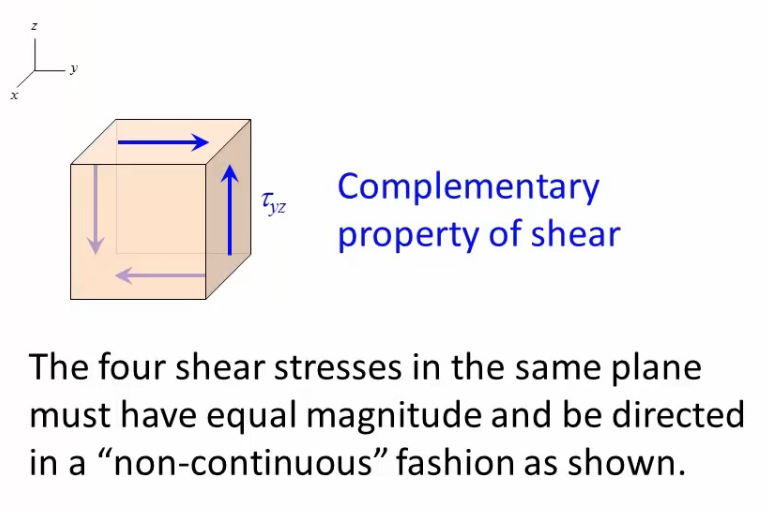 z
y
x
τyz
Complementary
property of shear
The four shear stresses in the same plane
must have equal magnitude and be directed
in a “non-continuous” fashion as shown.